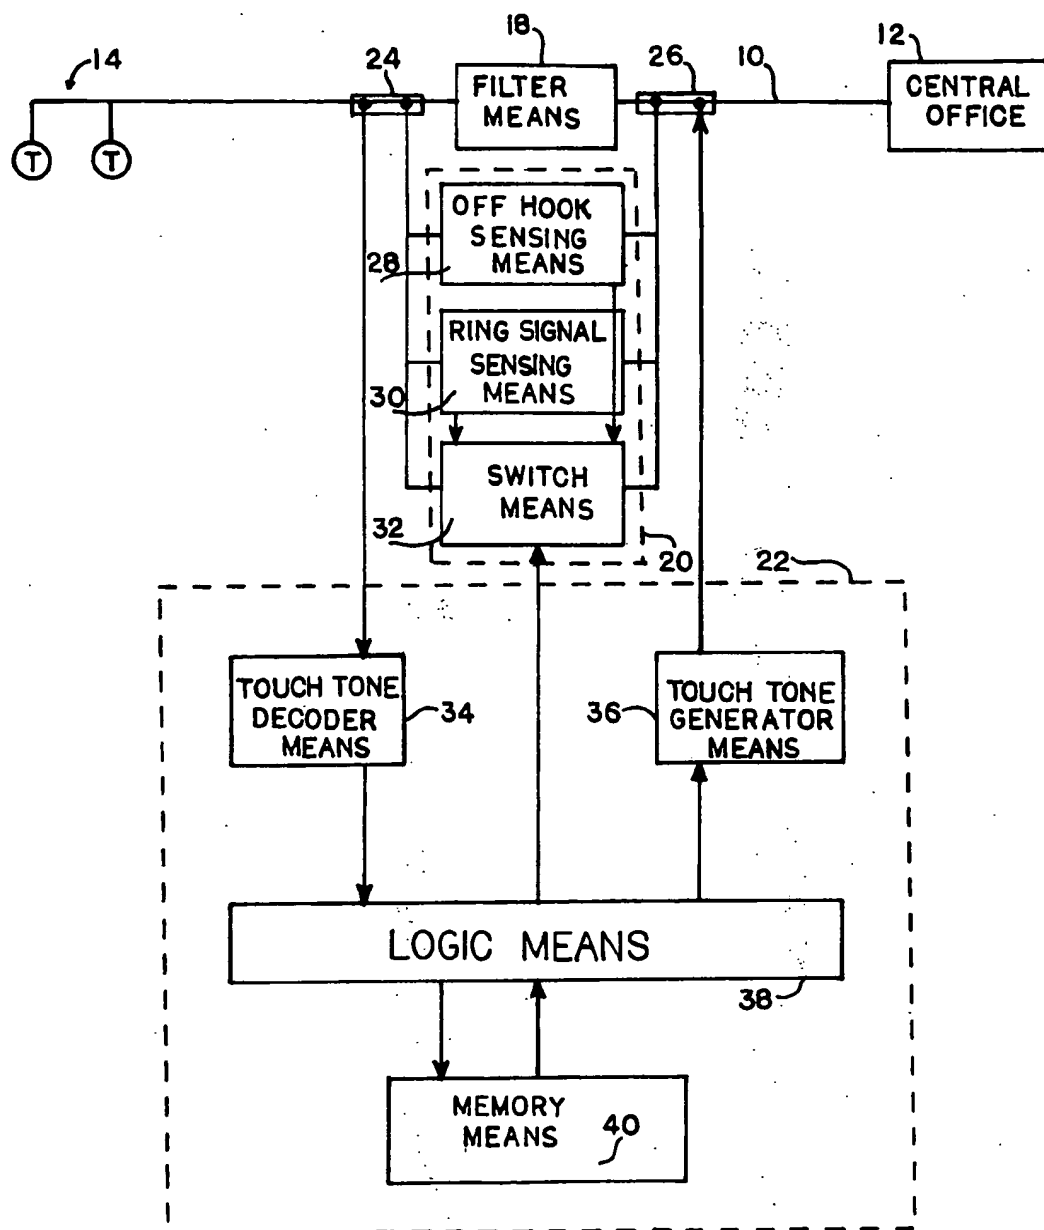 14
24
18
FILTER
MEANS
26
10
12
CENTRAL
OFFICE
T
T
OFF HOOK
SENSING
MEANS
28
RING SIGNAL
SENSING
MEANS
30
SWITCH
MEANS
32
20
22
TOUCH TONE
DECODER
MEANS
34
36
TOUCH TONE
GENERATOR
MEANS
LOGIC MEANS
38
MEMORY
MEANS
40